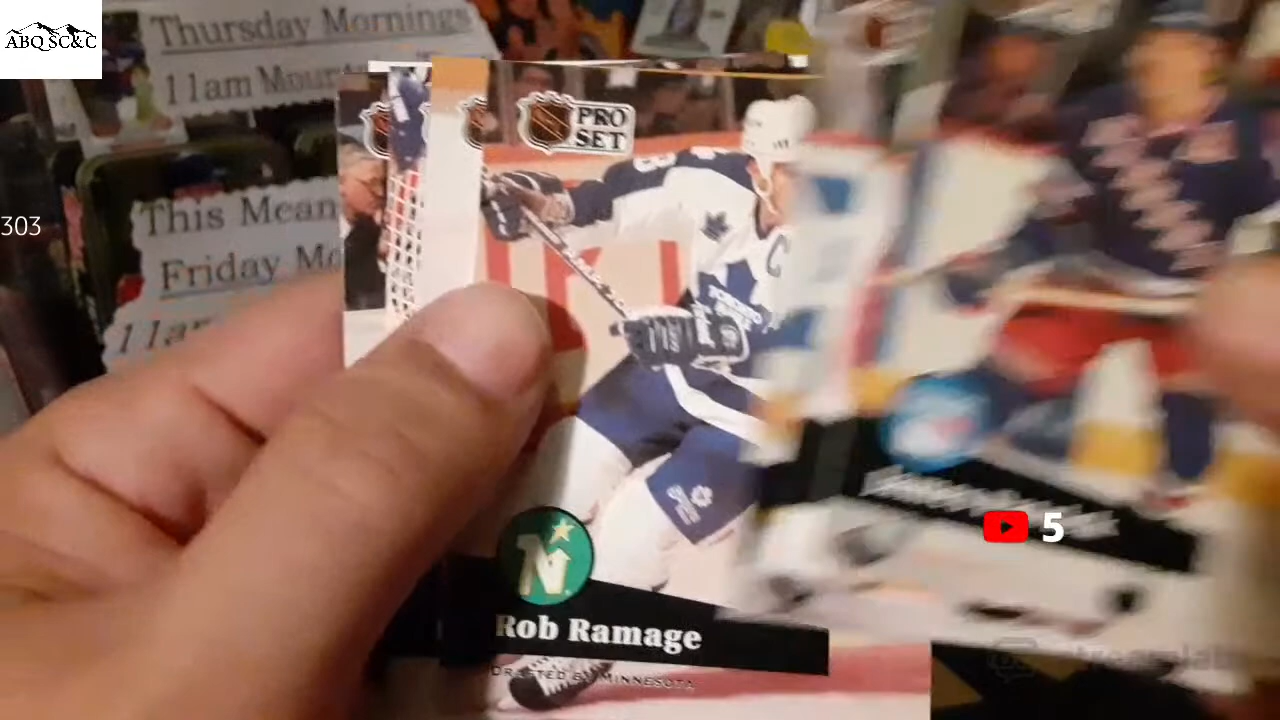 ABQ SC&C
Thursday Mornings
11am Mount
This Mean
Friday Mo
11am
303
PRO
SET
C
TORONTO
N
Rob Ramage
DRAFTED BY MINNESOTA
5